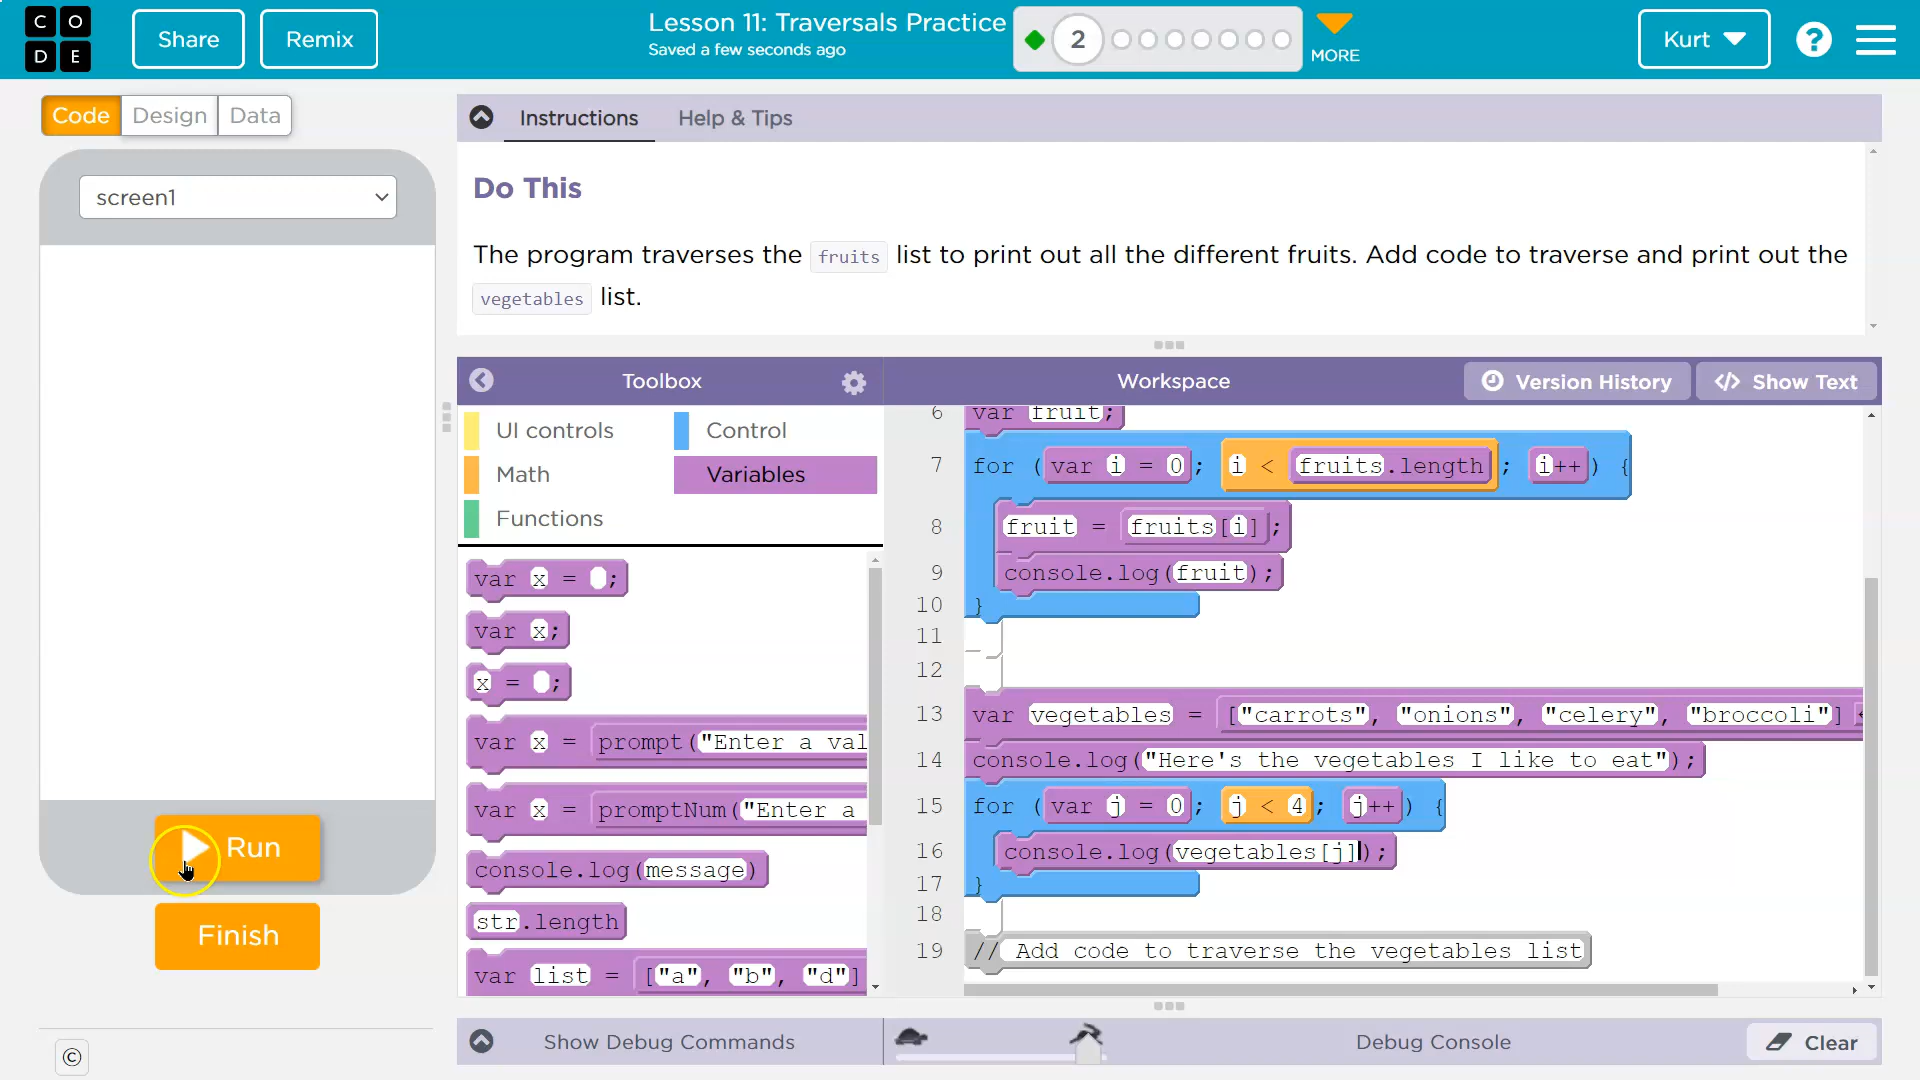 C O D E
Share
Remix
Lesson 11: Traversals Practice
Saved a few seconds ago
2
MORE
Kurt
?
Code
Design
Data
screen1
Run
Finish
©
Instructions
Help & Tips
Do This
The program traverses the fruits list to print out all the different fruits. Add code to traverse and print out the
vegetables list.
Toolbox
Workspace
Version History
Show Text
UI controls
Control
Math
Variables
Functions
var x = ;
var x;
x = ;
var x = prompt("Enter a val
var x = promptNum("Enter a
console.log(message)
str.length
var list = ["a", "b", "d"]
6 var fruit;
7 for (var i = 0; i < fruits.length; i++) {
8 fruit = fruits[i];
9 console.log(fruit);
10 }
11
12
13 var vegetables = ["carrots", "onions", "celery", "broccoli"]
14 console.log("Here's the vegetables I like to eat");
15 for (var j = 0; j < 4; j++) {
16 console.log(vegetables[j]);
17 }
18
19 // Add code to traverse the vegetables list
Show Debug Commands
Debug Console
Clear